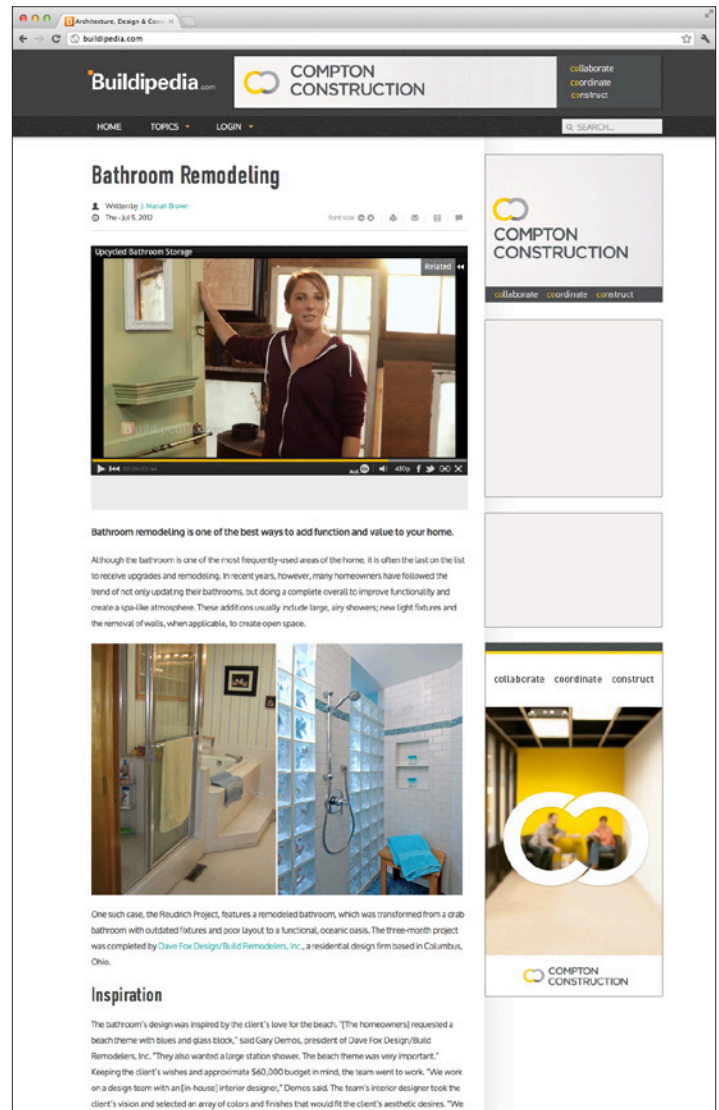 Architecture, Design & Const
buildipedia.com
Buildipedia.com
COMPTON
CONSTRUCTION
collaborate
coordinate
construct
HOME TOPICS LOGIN
SEARCH...
Bathroom Remodeling
Written by J. Mariah Brown
Thu - Jul 5, 2012
font size
COMPTON
CONSTRUCTION
collaborate coordinate construct
Upcycled Bathroom Storage
Related
Buildipedia.com
480p
Bathroom remodeling is one of the best ways to add function and value to your home.
Although the bathroom is one of the most frequently-used areas of the home, it is often the last on the list
to receive upgrades and remodeling. In recent years, however, many homeowners have followed the
trend of not only updating their bathrooms, but doing a complete overall to improve functionality and
create a spa-like atmosphere. These additions usually include large, airy showers; new light fixtures and
the removal of walls, when applicable, to create open space.
collaborate coordinate construct
COMPTON
CONSTRUCTION
One such case, the Reudrich Project, features a remodeled bathroom, which was transformed from a drab
bathroom with outdated fixtures and poor layout to a functional, oceanic oasis. The three-month project
was completed by Dave Fox Design/Build Remodelers, Inc., a residential design firm based in Columbus,
Ohio.
Inspiration
The bathroom's design was inspired by the client's love for the beach. "[The homeowners] requested a
beach theme with blues and glass block," said Gary Demos, president of Dave Fox Design/Build
Remodelers, Inc. "They also wanted a large station shower. The beach theme was very important."
Keeping the client's wishes and approximate $60,000 budget in mind, the team went to work. "We work
on a design team with an [in-house] interior designer," Demos said. The team's interior designer took the
client's vision and selected an array of colors and finishes that would fit the client's aesthetic desires. "We